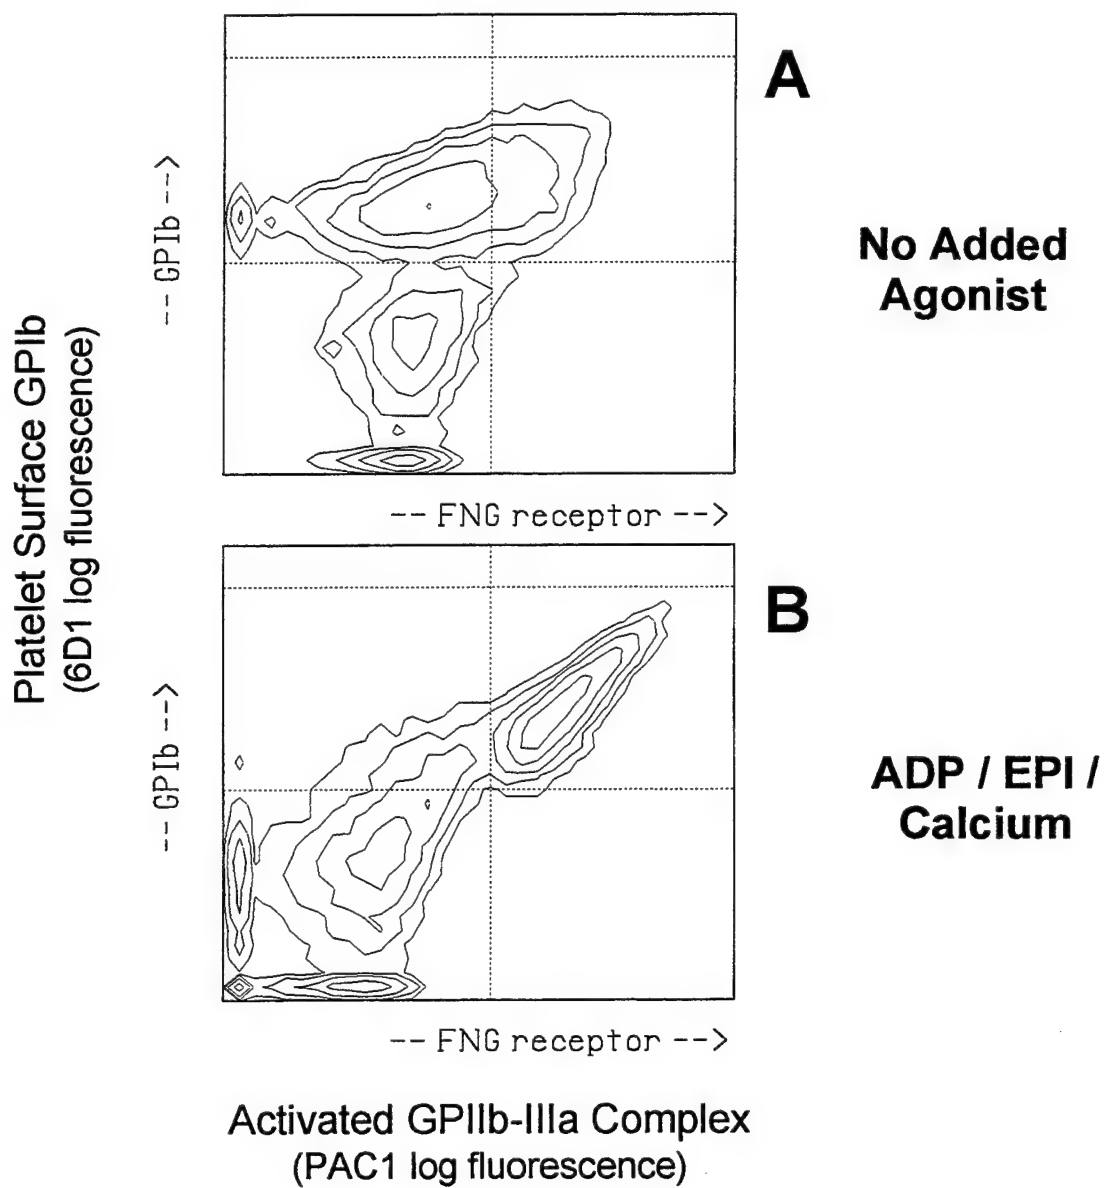 A
No Added
Agonist
-- GPIb -->
-- FNG receptor -->
Platelet Surface GPIb
(6D1 log fluorescence)
B
ADP / EPI /
Calcium
-- GPIb -->
-- FNG receptor -->
Activated GPIIb-IIIa Complex
(PAC1 log fluorescence)